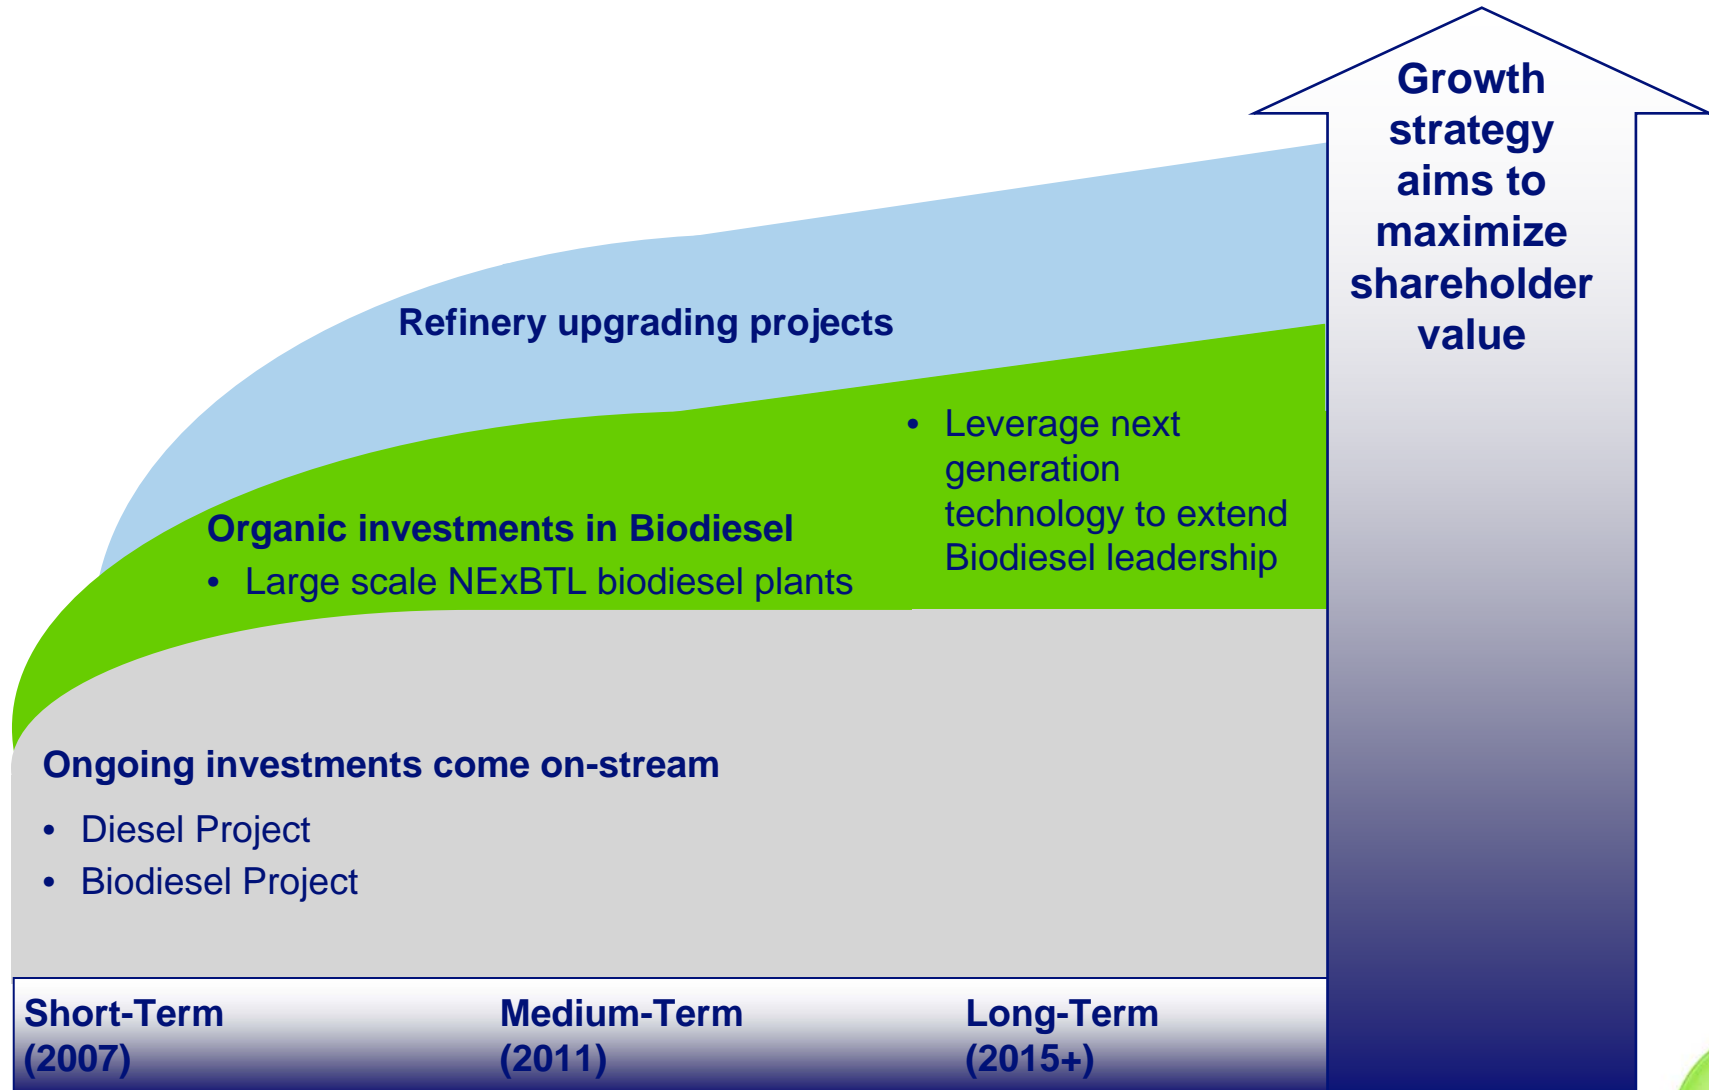 Growth
strategy
aims to
maximize
shareholder
value
Refinery upgrading projects
• Leverage next
generation
technology to extend
Biodiesel leadership
Organic investments in Biodiesel
• Large scale NExBTL biodiesel plants
Ongoing investments come on-stream
• Diesel Project
• Biodiesel Project
Short-Term
(2007)
Medium-Term
(2011)
Long-Term
(2015+)